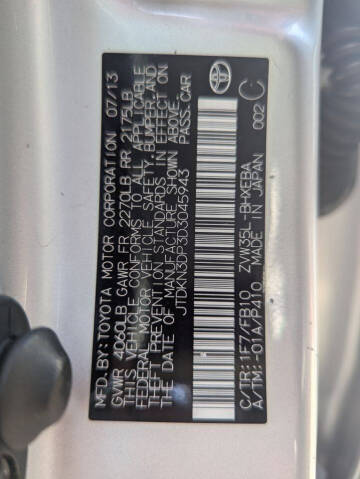 MFD.BY:TOYOTA MOTOR CORPORATION 07/13
GVWR 4060LB GAWR FR 2270LB RR 2175LB
THIS VEHICLE CONFORMS TO ALL APPLICABLE
FEDERAL MOTOR VEHICLE SAFETY,BUMPER,AND
THEFT PREVENTION STANDARDS IN EFFECT ON
THE DATE OF MANUFACTURE SHOWN ABOVE.
JTDKN3DP3D3045943 PASS.CAR
C/TR:1F7/FB10 ZVW35L-BHXEBA
A/TM:-01A/P410 MADE IN JAPAN 002 C